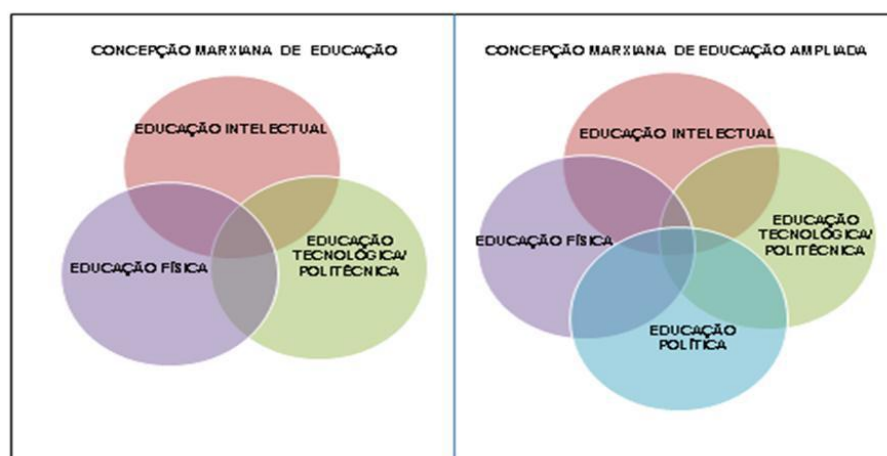 CONCEPÇÃO MARXIANA DE EDUCAÇÃO
EDUCAÇÃO INTELECTUAL
EDUCAÇÃO FÍSICA
EDUCAÇÃO
TECNOLÓGICA/
POLITÉCNICA
CONCEPÇÃO MARXIANA DE EDUCAÇÃO AMPLIADA
EDUCAÇÃO INTELECTUAL
EDUCAÇÃO FÍSICA
EDUCAÇÃO
TECNOLÓGICA/
POLITÉCNICA
EDUCAÇÃO
POLÍTICA